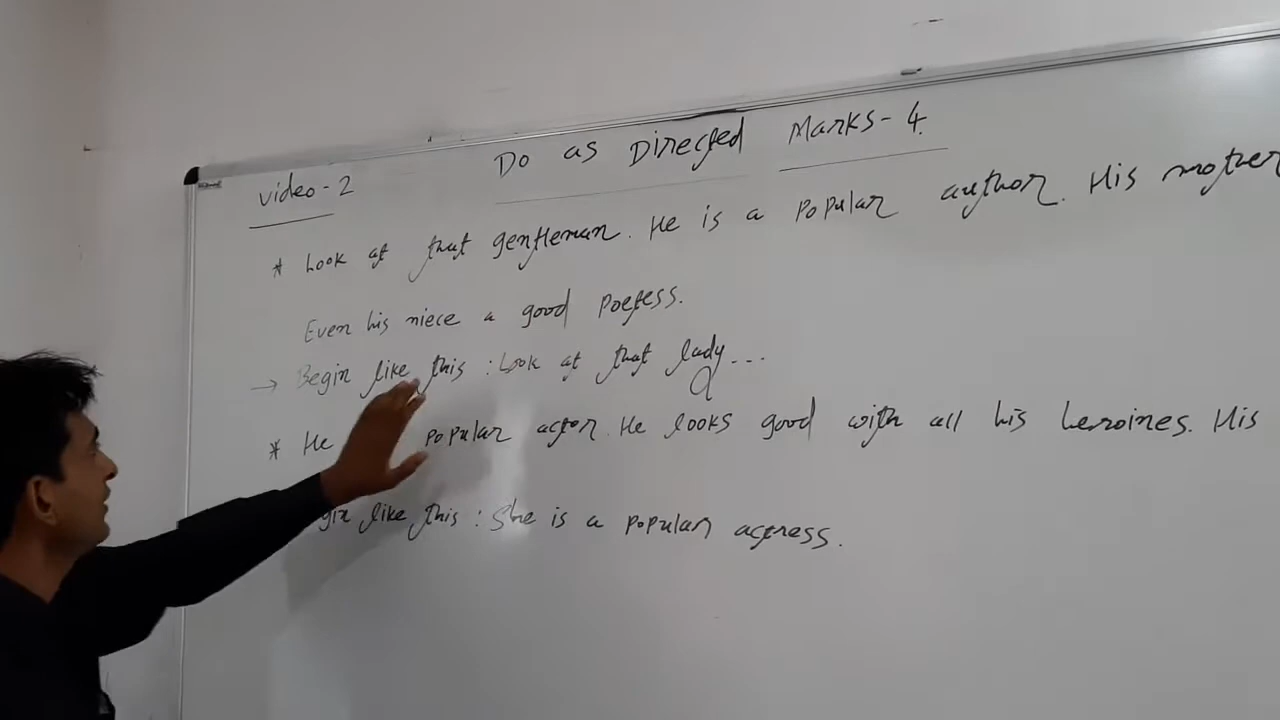 Do as Directed Marks-4.
video-2
* Look at that gentleman. He is a popular author. His mother
Even his niece a good poetess.
→ Begin like this : Look at that lady...
* He popular actor. He looks good with all his heroines. His
like this : She is a popular actress.